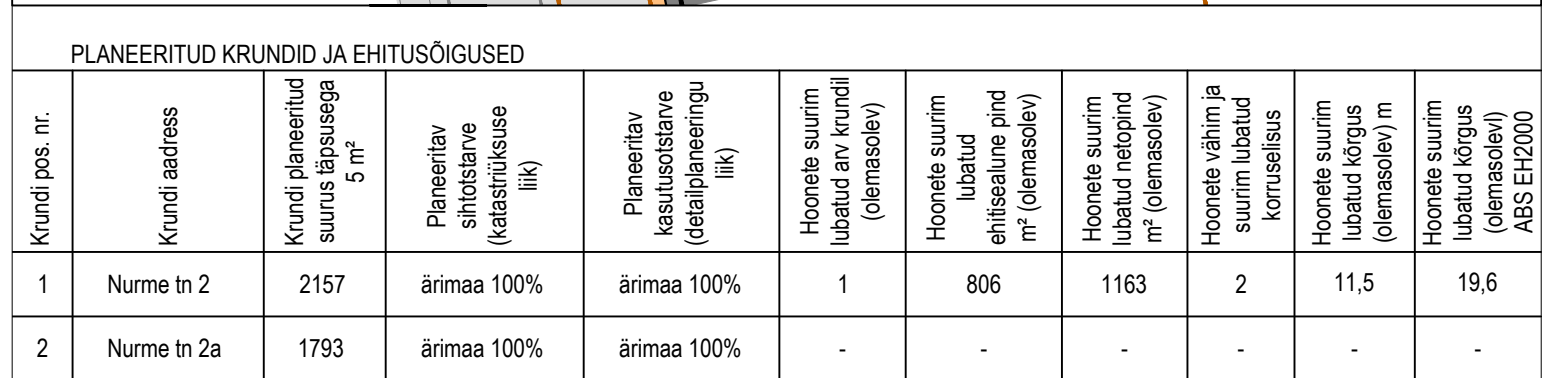 PLANEERITUD KRUNDID JA EHITUSÕIGUSED
Krundi pos. nr.
Krundi aadress
Krundi planeeritud
suurus täpsusega
5 m²
Planeeritav
sihtotstarve
(katastriüksuse
liik)
Planeeritav
kasutusotstarve
(detailplaneeringu
liik)
Hoonete suurim
lubatud arv krundil
(olemasolev)
Hoonete suurim
lubatud
ehitisealune pind
m² (olemasolev)
Hoonete suurim
lubatud netopind
m² (olemasolev)
Hoonete vähim ja
suurim lubatud
korruselisus
Hoonete suurim
lubatud kõrgus
(olemasolev) m
Hoonete suurim
lubatud kõrgus
(olemasolevl)
ABS EH2000
1 Nurme tn 2 2157 ärimaa 100% ärimaa 100% 1 806 1163 2 11,5 19,6
2 Nurme tn 2a 1793 ärimaa 100% ärimaa 100% - - - - - -